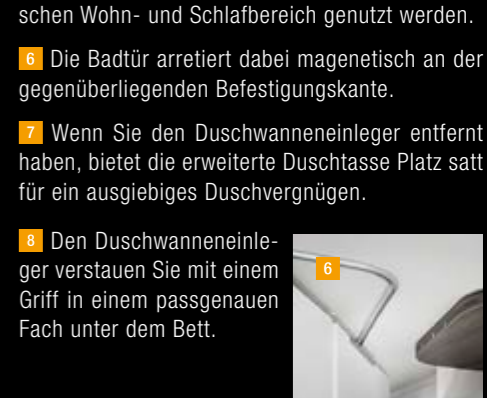 schen Wohn- und Schlafbereich genutzt werden.
6 Die Badtür arretiert dabei magenetisch an der
gegenüberliegenden Befestigungskante.
7 Wenn Sie den Duschwanneneinleger entfernt
haben, bietet die erweiterte Duschtasse Platz satt
für ein ausgiebiges Duschvergnügen.
8 Den Duschwanneneinle-
ger verstauen Sie mit einem
Griff in einem passgenauen
Fach unter dem Bett.
6